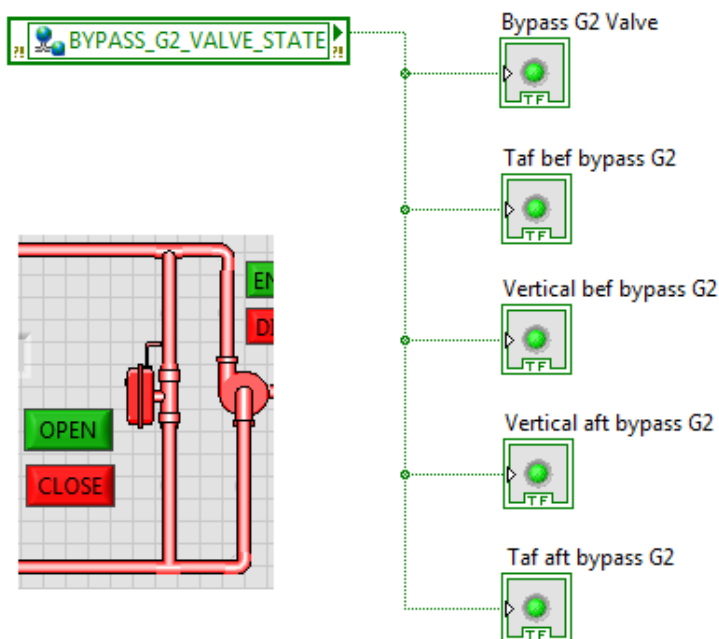 Bypass G2 Valve
?! BYPASS_G2_VALVE_STATE ?!
TF
Taf bef bypass G2
TF
Vertical bef bypass G2
TF
OPEN
CLOSE
Vertical aft bypass G2
TF
Taf aft bypass G2
TF